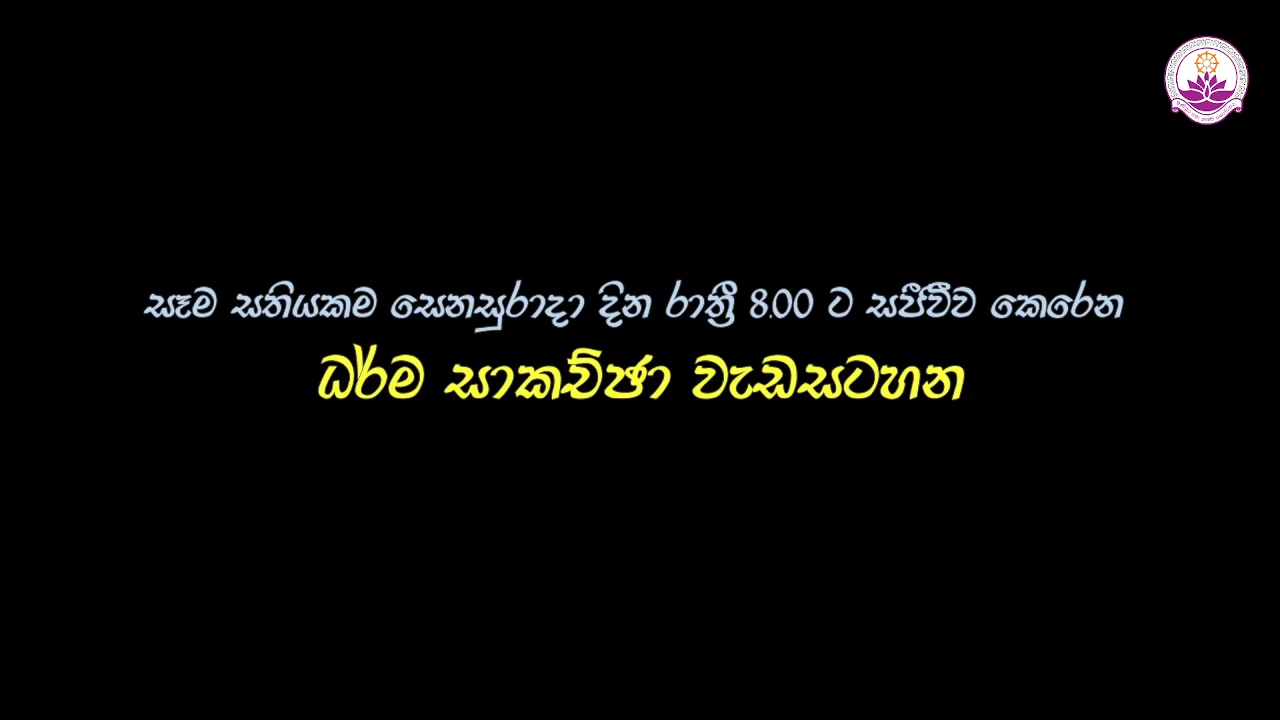 සෑම සතියකම සෙනසුරාදා දින රාත්‍රී 8.00 ට සජීවීව කෙරෙන
ධර්ම සාකච්ඡා වැඩසටහන